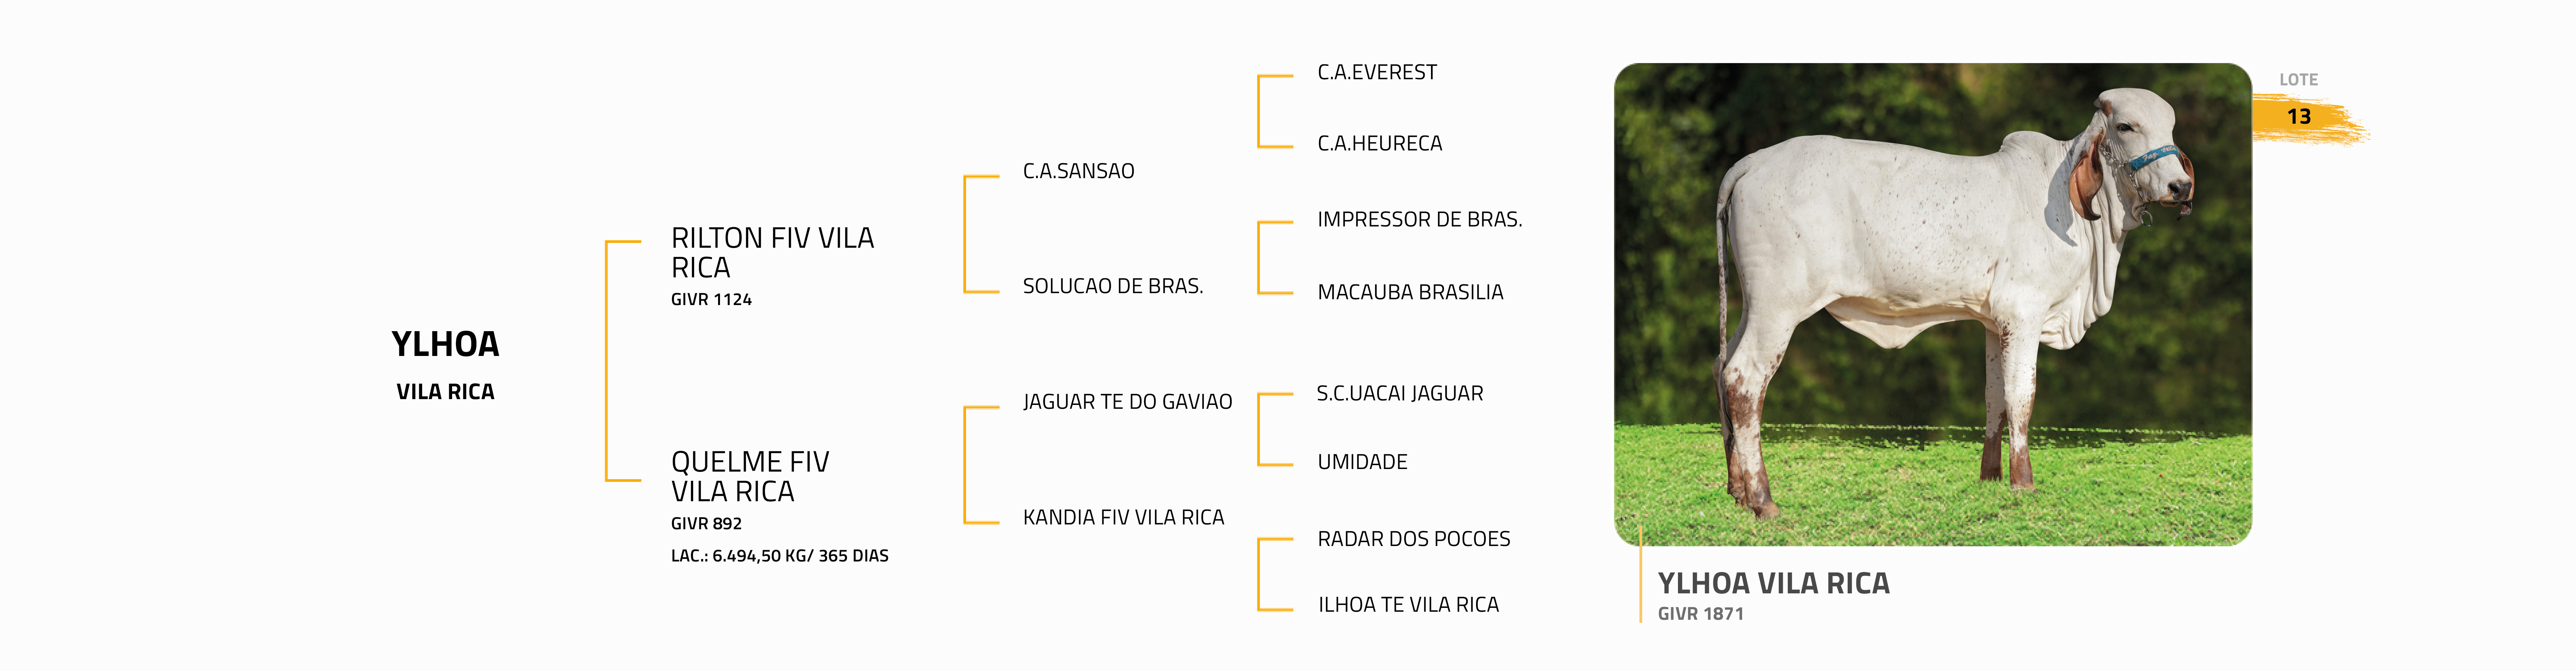 YLHOA
VILA RICA
RILTON FIV VILA
RICA
GIVR 1124
QUELME FIV
VILA RICA
GIVR 892
LAC.: 6.494,50 KG/ 365 DIAS
C.A.SANSAO
SOLUCAO DE BRAS.
JAGUAR TE DO GAVIAO
KANDIA FIV VILA RICA
C.A.EVEREST
C.A.HEURECA
IMPRESSOR DE BRAS.
MACAUBA BRASILIA
S.C.UACAI JAGUAR
UMIDADE
RADAR DOS POCOES
ILHOA TE VILA RICA
LOTE
13
YLHOA VILA RICA
GIVR 1871